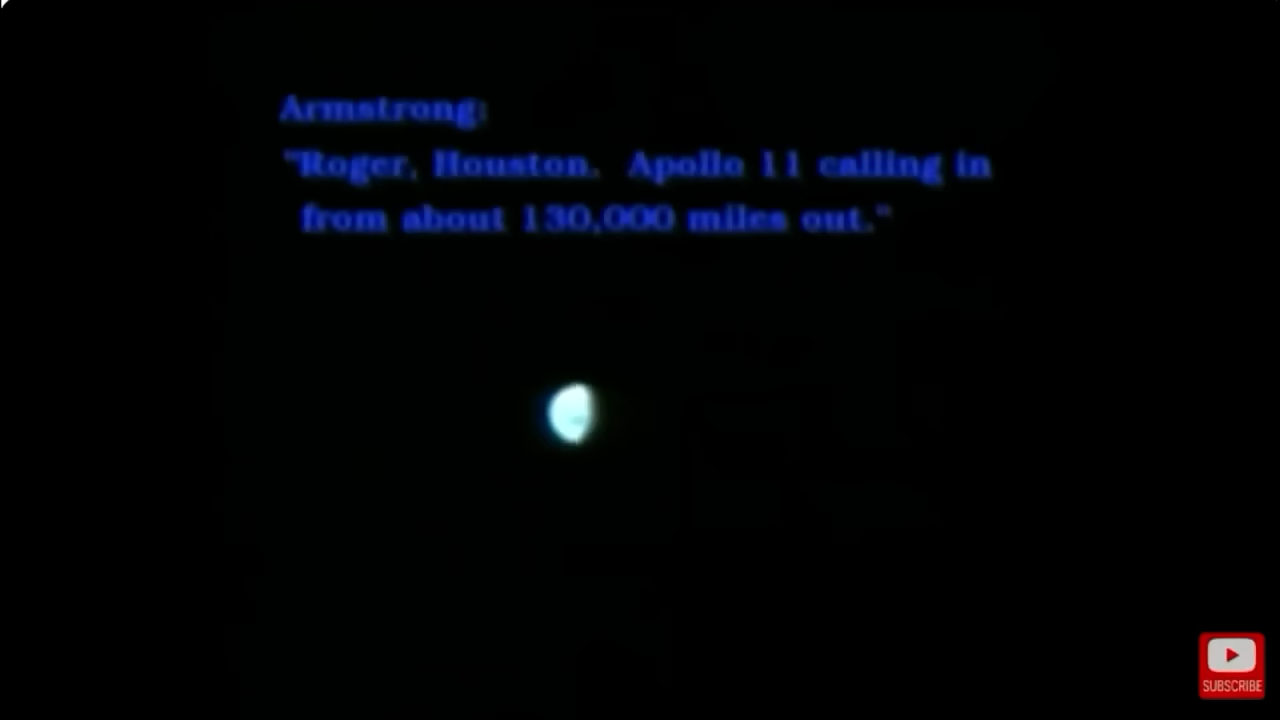 Armstrong:
"Roger, Houston. Apollo 11 calling in
from about 130,000 miles out."
SUBSCRIBE